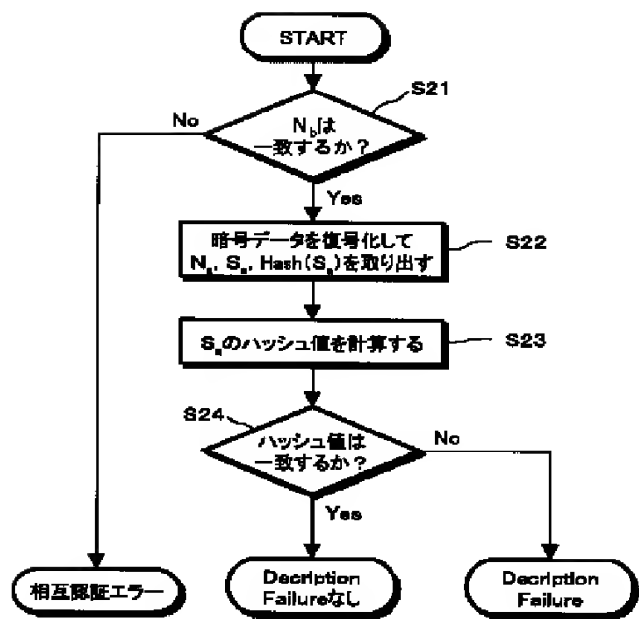 START
S21
No
N_bは
一致するか？
Yes
暗号データを復号化して
N_a, S_a, Hash(S_a)を取り出す
S22
S_aのハッシュ値を計算する
S23
S24
ハッシュ値は
一致するか？
No
Yes
相互認証エラー
Decription
Failureなし
Decription
Failure